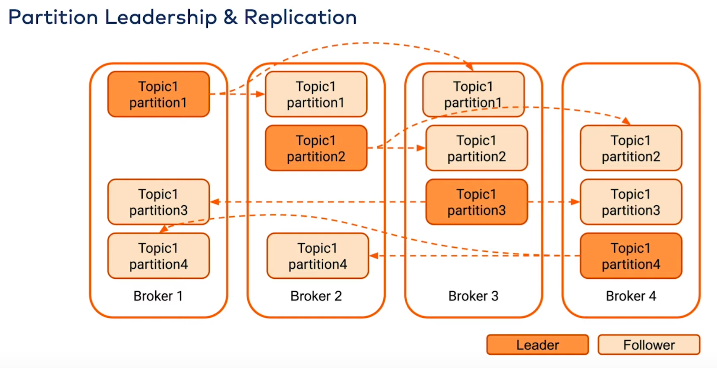 Partition Leadership & Replication
Topic1
partition1
Topic1
partition1
Topic1
partition1
Topic1
partition2
Topic1
partition2
Topic1
partition2
Topic1
partition3
Topic1
partition3
Topic1
partition3
Topic1
partition4
Topic1
partition4
Topic1
partition4
Broker 1
Broker 2
Broker 3
Broker 4
Leader
Follower